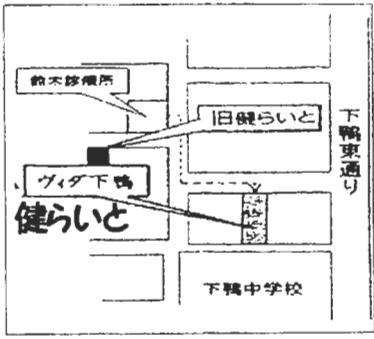 鈴木診療所
旧健らいと
下鴨東通り
ヴィダ下鴨
健らいと
下鴨中学校